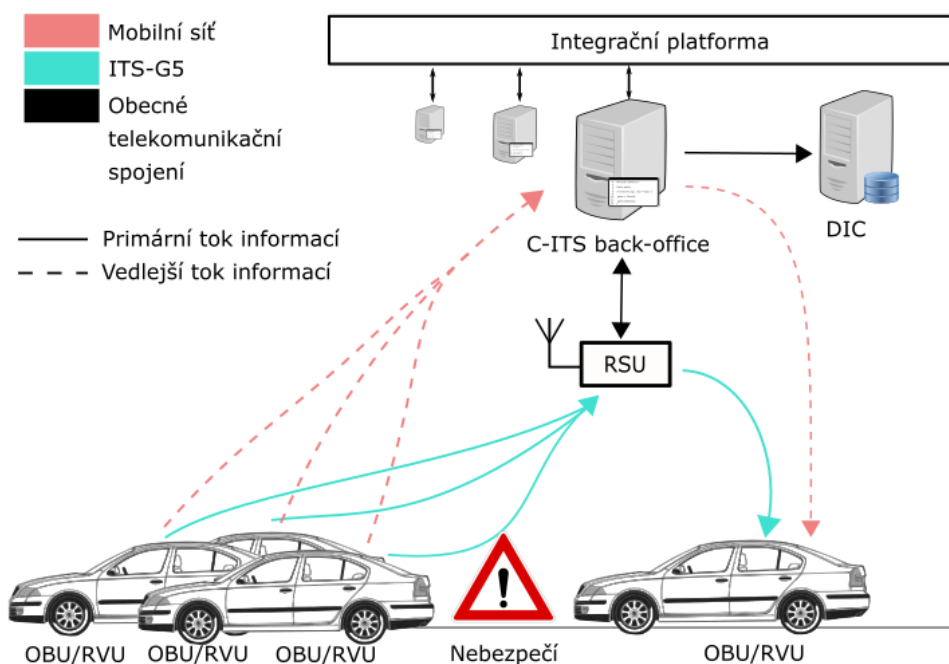 Mobilní síť
ITS-G5
Obecné
telekomunikační
spojení
Primární tok informací
Vedlejší tok informací
Integrační platforma
C-ITS back-office
DIC
RSU
OBU/RVU
OBU/RVU
OBU/RVU
Nebezpečí
OBU/RVU